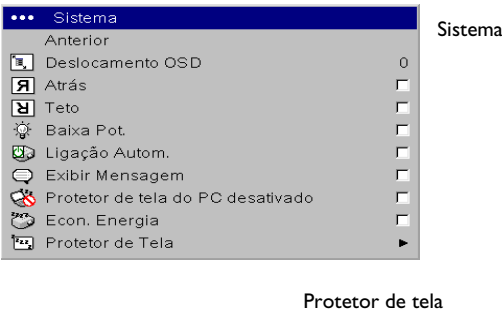 ••• Sistema
Sistema
Anterior
Deslocamento OSD 0
Atrás
Teto
Baixa Pot.
Ligação Autom.
Exibir Mensagem
Protetor de tela do PC desativado
Econ. Energia
Protetor de Tela
Protetor de tela